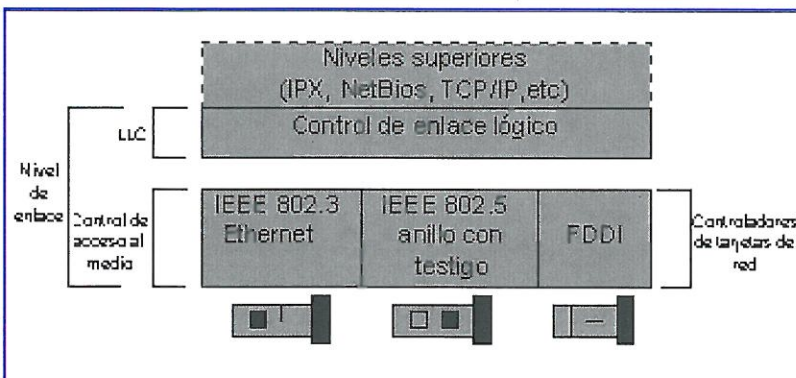 Niveles superiores
(IPX, NetBios, TCP/IP,etc)
LLC
Control de enlace lógico
Nivel
de
enlace
Control de
acceso al
medio
IEEE 802.3
Ethernet
IEEE 802.5
anillo con
testigo
FDDI
Controladores
de tarjetas de
red